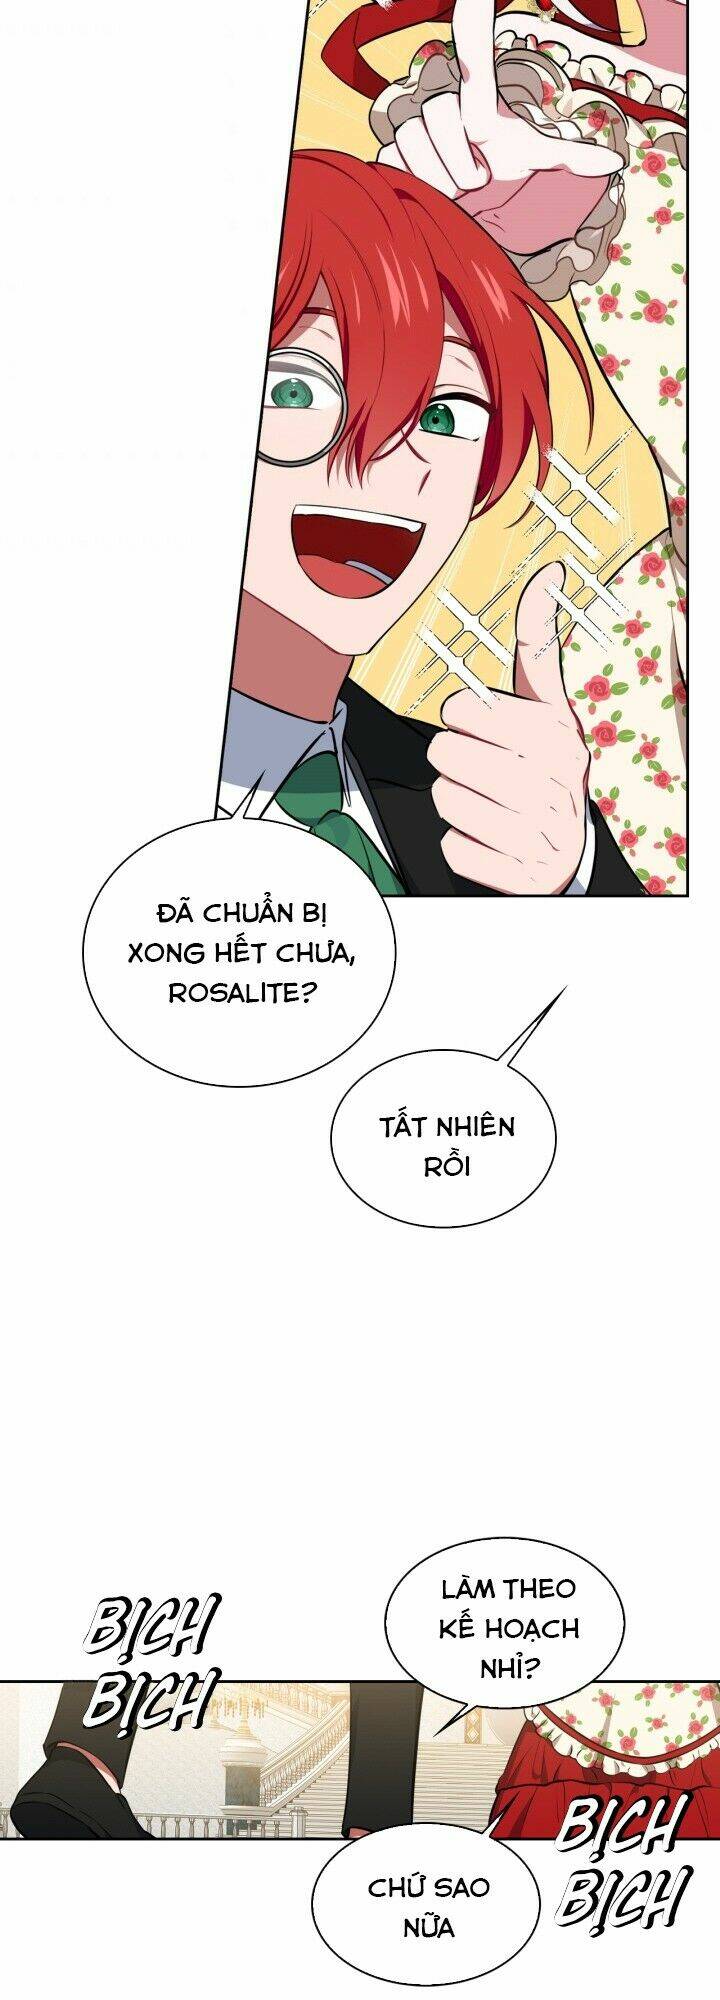 ĐÃ CHUẨN BỊ
XONG HẾT CHƯA,
ROSALITE?
TẤT NHIÊN
RỒI
LÀM THEO
KẾ HOẠCH
NHỈ?
BỊCH
BỊCH
BỊCH
BỊCH
CHỨ SAO
NỮA